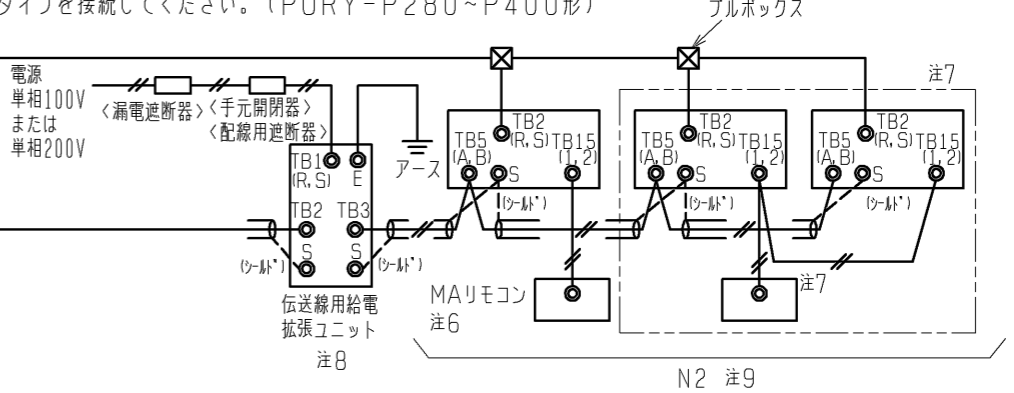 タイプを接続してください。（PURY-P280~P400形）
プルボックス
電源
単相100V
または
単相200V
〈漏電遮断器〉
〈手元開閉器〉
〈配線用遮断器〉
アース
TB1
(R,S)
E
TB2
TB3
S
S
(シールド)
(シールド)
伝送線用給電
拡張ユニット
注8
TB2
(R,S)
TB5
(A,B)
S
TB15
(1,2)
(シールド)
MAリモコン
注6
注7
TB2
(R,S)
TB5
(A,B)
S
TB15
(1,2)
(シールド)
注7
TB2
(R,S)
TB5
(A,B)
S
TB15
(1,2)
(シールド)
N2 注9